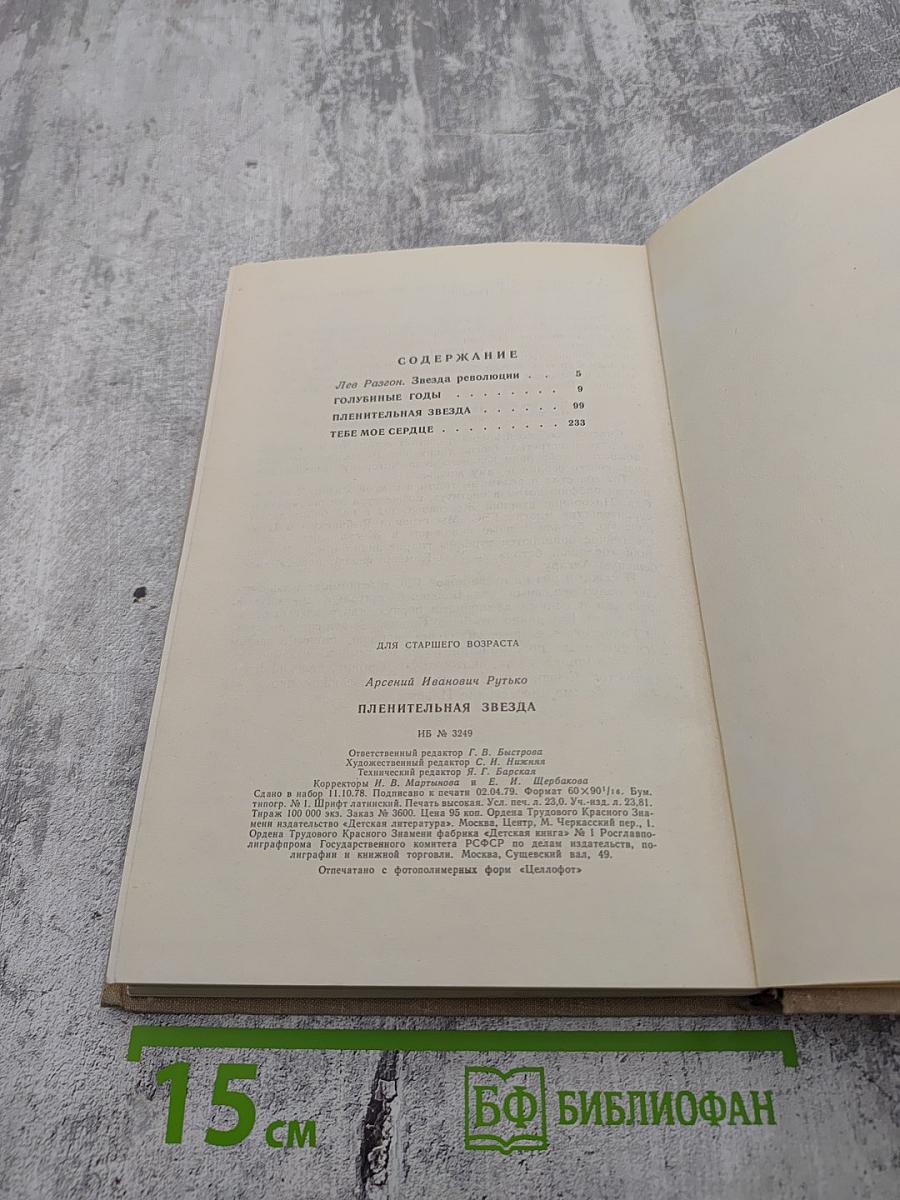 СОДЕРЖАНИЕ
Лев Разгон. Звезда революции . . 5
ГОЛУБИНЫЕ ГОДЫ . . . . . . . . 9
ПЛЕНИТЕЛЬНАЯ ЗВЕЗДА . . . . . . 99
ТЕБЕ МОЕ СЕРДЦЕ . . . . . . . . . 233
ДЛЯ СТАРШЕГО ВОЗРАСТА
Арсений Иванович Рутько
ПЛЕНИТЕЛЬНАЯ ЗВЕЗДА
ИБ № 3249
Ответственный редактор Г. В. Быстрова
Художественный редактор С. И. Нижняя
Технический редактор Я. Г. Барская
Корректоры И. В. Мартынова и Е. И. Щербакова
Сдано в набор 11.10.78. Подписано к печати 02.04.79. Формат 60×90 1/16. Бум.
типогр. № 1. Шрифт латинский. Печать высокая. Усл. печ. л. 23,0. Уч.-изд. л. 23,81.
Тираж 100 000 экз. Заказ № 3600. Цена 95 коп. Ордена Трудового Красного Зна-
мени издательство «Детская литература». Москва, Центр, М. Черкасский пер., 1.
Ордена Трудового Красного Знамени фабрика «Детская книга» № 1 Росглавпо-
лиграфпрома Государственного комитета РСФСР по делам издательств, по-
лиграфии и книжной торговли. Москва, Сущевский вал, 49.
Отпечатано с фотополимерных форм «Целлофот»
15 см
БФ БИБЛИОФАН